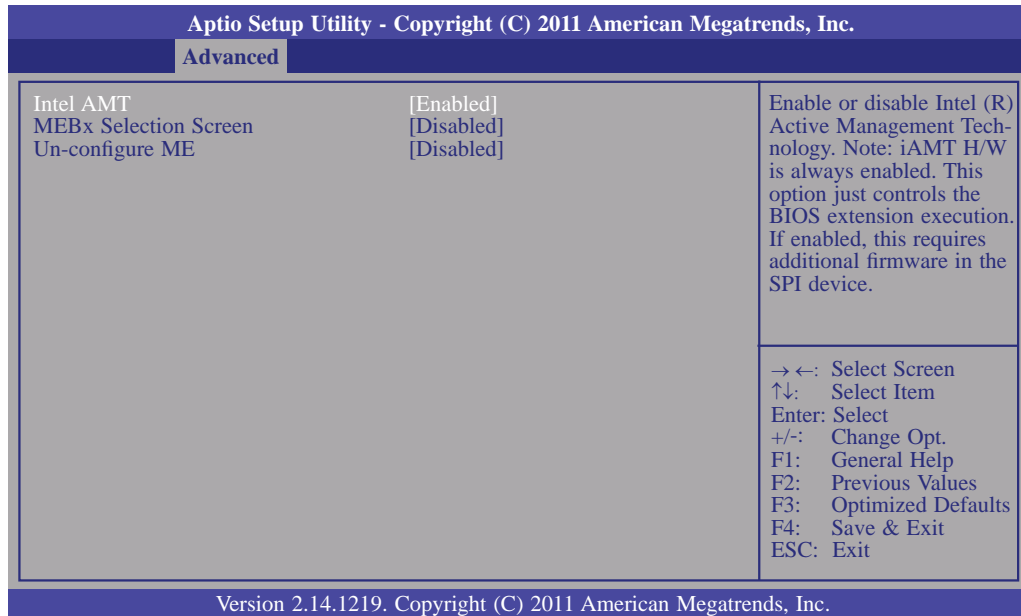 Aptio Setup Utility - Copyright (C) 2011 American Megatrends, Inc.
Advanced
Intel AMT [Enabled]
MEBx Selection Screen [Disabled]
Un-configure ME [Disabled]
Enable or disable Intel (R)
Active Management Tech-
nology. Note: iAMT H/W
is always enabled. This
option just controls the
BIOS extension execution.
If enabled, this requires
additional firmware in the
SPI device.
→ ←: Select Screen
↑↓: Select Item
Enter: Select
+/-: Change Opt.
F1: General Help
F2: Previous Values
F3: Optimized Defaults
F4: Save & Exit
ESC: Exit
Version 2.14.1219. Copyright (C) 2011 American Megatrends, Inc.